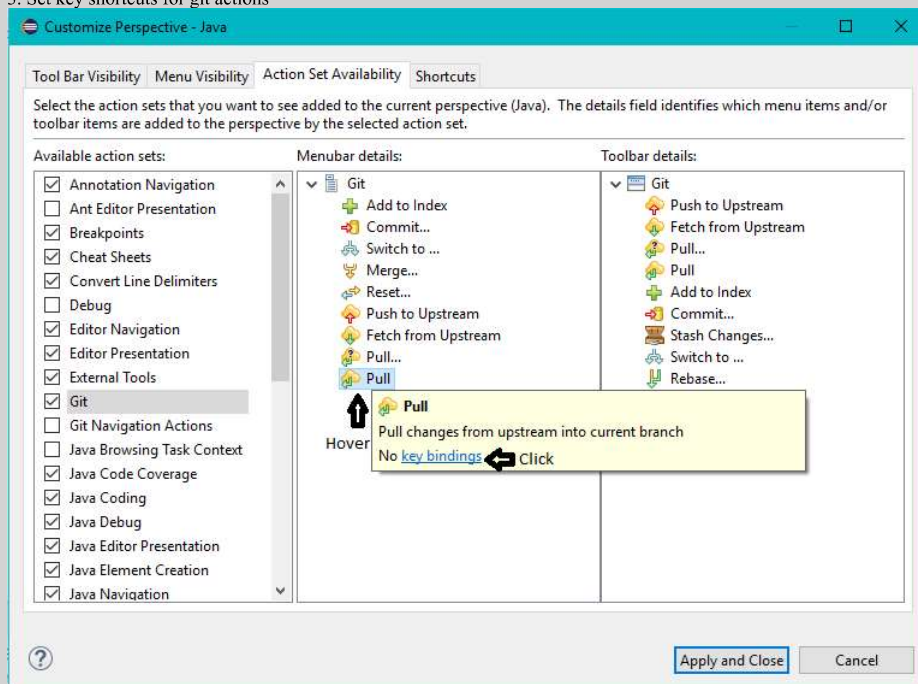 3. Set key shortcuts for git actions
Customize Perspective - Java
Tool Bar Visibility Menu Visibility Action Set Availability Shortcuts
Select the action sets that you want to see added to the current perspective (Java). The details field identifies which menu items and/or
toolbar items are added to the perspective by the selected action set.
Available action sets:
Annotation Navigation
Ant Editor Presentation
Breakpoints
Cheat Sheets
Convert Line Delimiters
Debug
Editor Navigation
Editor Presentation
External Tools
Git
Git Navigation Actions
Java Browsing Task Context
Java Code Coverage
Java Coding
Java Debug
Java Editor Presentation
Java Element Creation
Java Navigation
Menubar details:
Git
Add to Index
Commit...
Switch to ...
Merge...
Reset...
Push to Upstream
Fetch from Upstream
Pull...
Pull
Hover
Pull
Pull changes from upstream into current branch
No key bindings Click
Toolbar details:
Git
Push to Upstream
Fetch from Upstream
Pull...
Pull
Add to Index
Commit...
Stash Changes...
Switch to ...
Rebase...
? Apply and Close Cancel